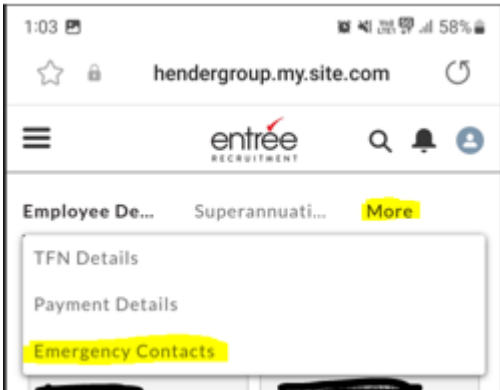 1:03 58%
hendergroup.my.site.com
entrée
RECRUITMENT
Employee De... Superannuati... More
TFN Details
Payment Details
Emergency Contacts